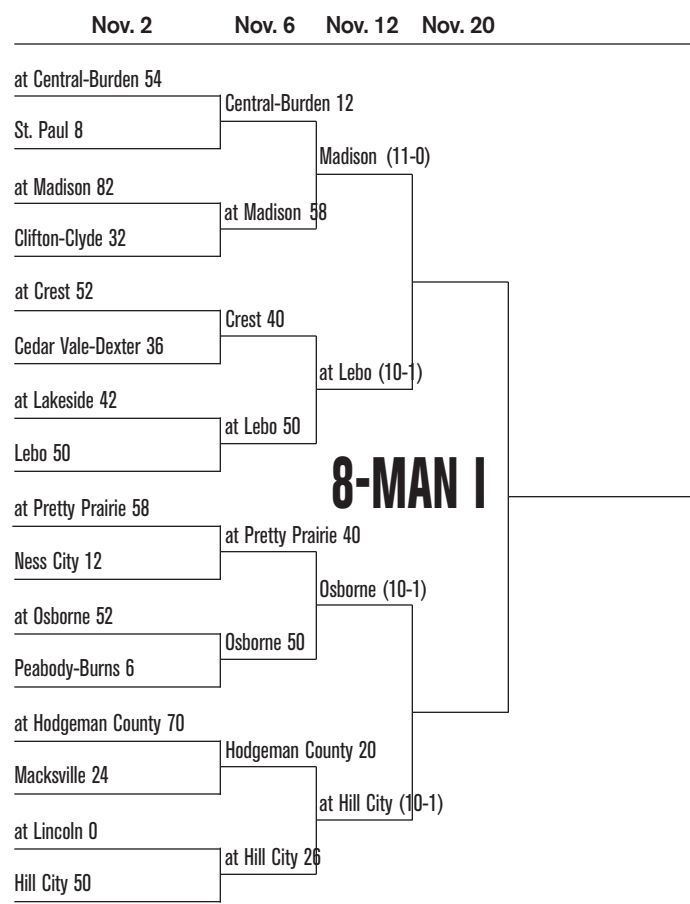 Nov. 2 Nov. 6 Nov. 12 Nov. 20
at Central-Burden 54
St. Paul 8
at Madison 82
Clifton-Clyde 32
at Crest 52
Cedar Vale-Dexter 36
at Lakeside 42
Lebo 50
at Pretty Prairie 58
Ness City 12
at Osborne 52
Peabody-Burns 6
at Hodgeman County 70
Macksville 24
at Lincoln 0
Hill City 50
Central-Burden 12
at Madison 58
Crest 40
at Lebo 50
at Pretty Prairie 40
Osborne 50
Hodgeman County 20
at Hill City 26
Madison (11-0)
at Lebo (10-1)
Osborne (10-1)
at Hill City (10-1)
8-MAN I